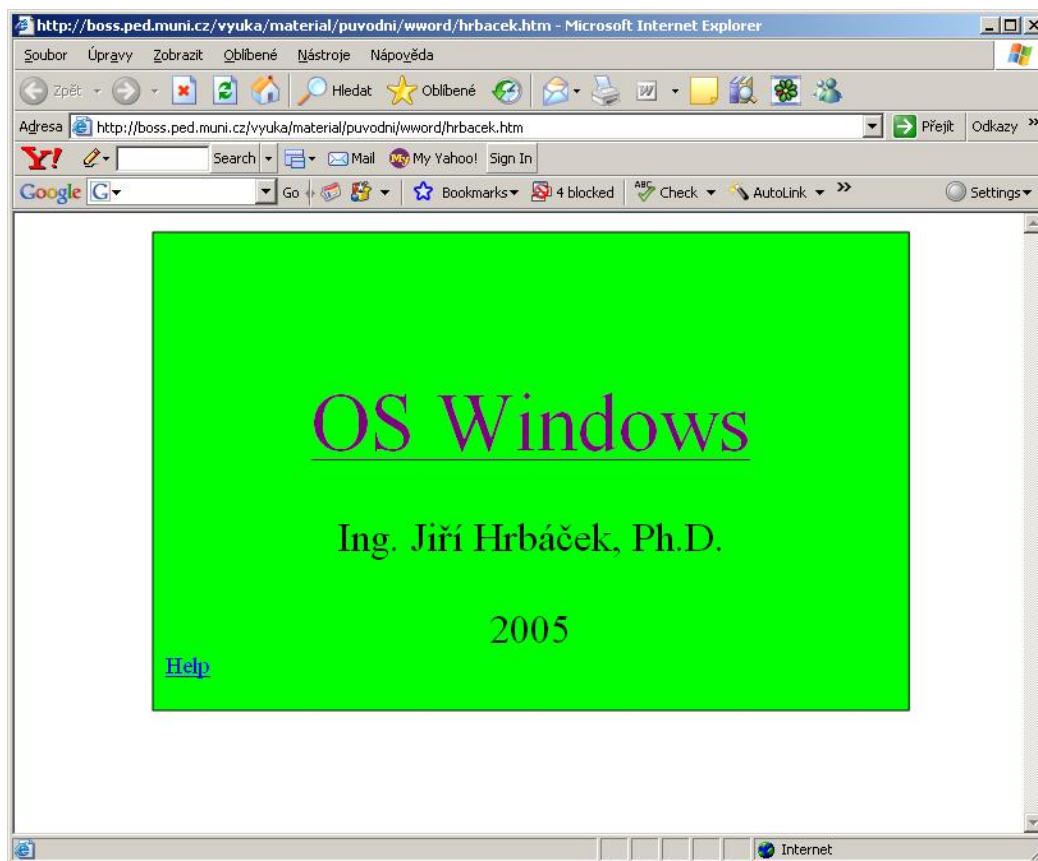 http://boss.ped.muni.cz/vyuka/material/puvodni/wword/hrbacek.htm - Microsoft Internet Explorer
Soubor Úpravy Zobrazit Oblíbené Nástroje Nápověda
Zpět Hledat Oblíbené
Adresa http://boss.ped.muni.cz/vyuka/material/puvodni/wword/hrbacek.htm Přejít Odkazy »
Y! Search Mail My Yahoo! Sign In
Google G Go Bookmarks 4 blocked ABC Check AutoLink » Settings
OS Windows
Ing. Jiří Hrbáček, Ph.D.
2005
Help
Internet